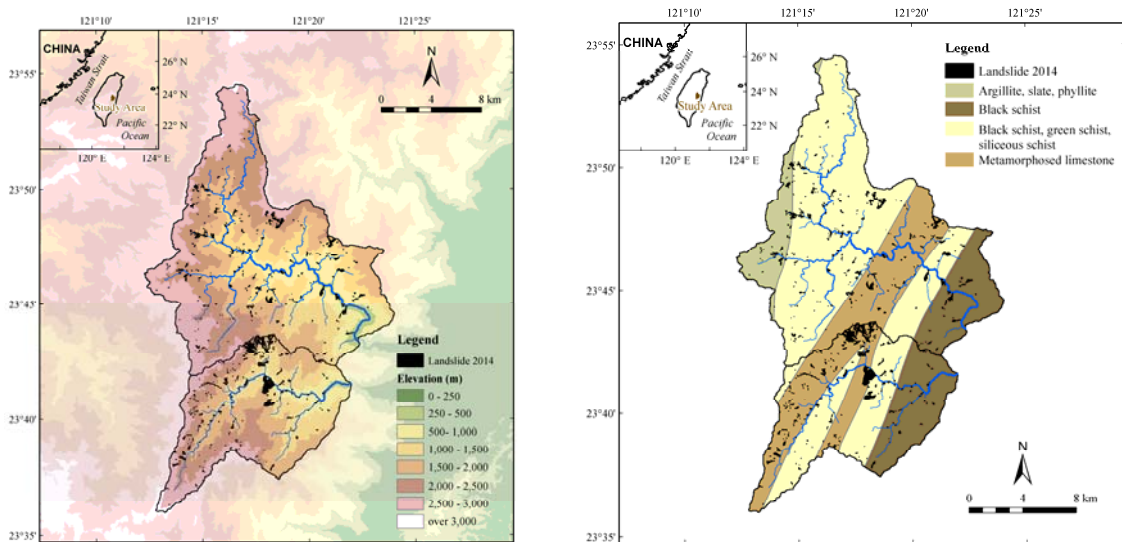 121°10'
121°15'
121°20'
121°25'
23°55'
23°50'
23°45'
23°40'
23°35'
CHINA
Taiwan Strait
26° N
24° N
22° N
Study Area
Pacific
Ocean
120° E
124° E
N
0
4
8 km
Legend
Landslide 2014
Elevation (m)
0 - 250
250 - 500
500- 1,000
1,000 - 1,500
1,500 - 2,000
2,000 - 2,500
2,500 - 3,000
over 3,000
121°10'
121°15'
121°20'
121°25'
23°55'
23°50'
23°45'
23°40'
23°35'
CHINA
Taiwan Strait
26° N
24° N
22° N
Study Area
Pacific
Ocean
120° E
124° E
Legend
Landslide 2014
Argillite, slate, phyllite
Black schist
Black schist, green schist,
siliceous schist
Metamorphosed limestone
N
0
4
8 km